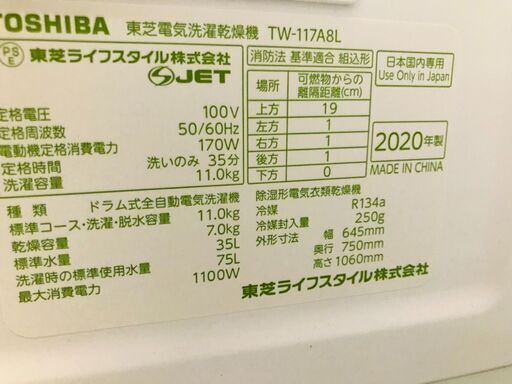 TOSHIBA 東芝電気洗濯乾燥機 TW-117A8L
PS E 東芝ライフスタイル株式会社
JET
定格電圧 100V
定格周波数 50/60Hz
電動機定格消費電力 170W
定格時間 洗いのみ 35分
洗濯容量 11.0kg
消防法 基準適合 組込形
場所 可燃物からの離隔距離(cm)
上方 19
左方 1
右方 1
後方 1
下方 0
日本国内専用
Use Only in Japan
2020年製
MADE IN CHINA
種類 ドラム式全自動電気洗濯機
標準コース・洗濯・脱水容量 11.0kg
乾燥容量 7.0kg
標準水量 35L
洗濯時の標準使用水量 75L
最大消費電力 1100W
除湿形電気衣類乾燥機
冷媒 R134a
冷媒封入量 250g
外形寸法 幅 645mm
奥行 750mm
高さ 1060mm
東芝ライフスタイル株式会社